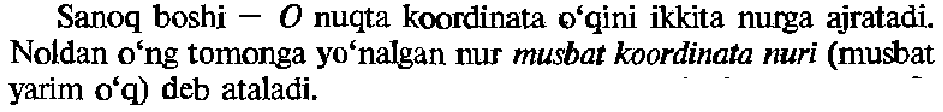 Sanoq boshi — O nuqta koordinata o‘qini ikkita nurga ajratadi.
Noldan o‘ng tomonga yo‘nalgan nur musbat koordinata nuri (musbat
yarim o‘q) deb ataladi.